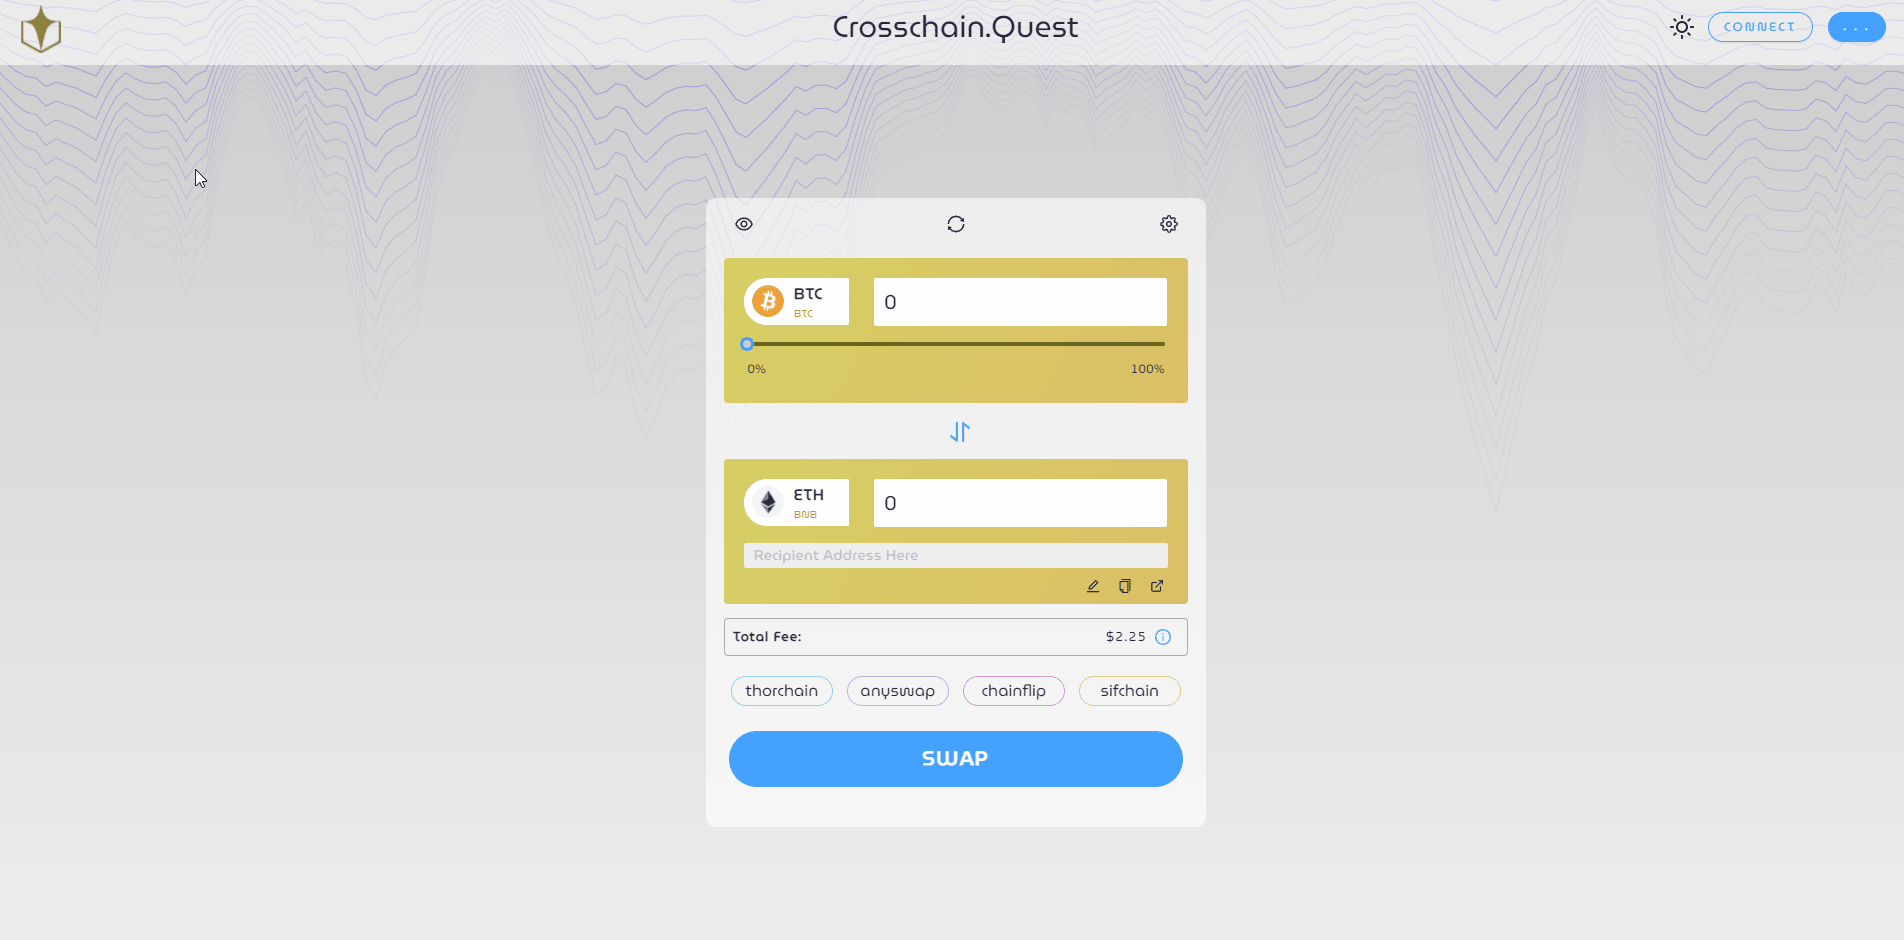 Crosschain.Quest
CONNECT
...
BTC
BTC
0
0%
100%
ETH
BNB
0
Recipient Address Here
Total Fee:
$2.25
thorchain
anyswap
chainflip
sifchain
SWAP